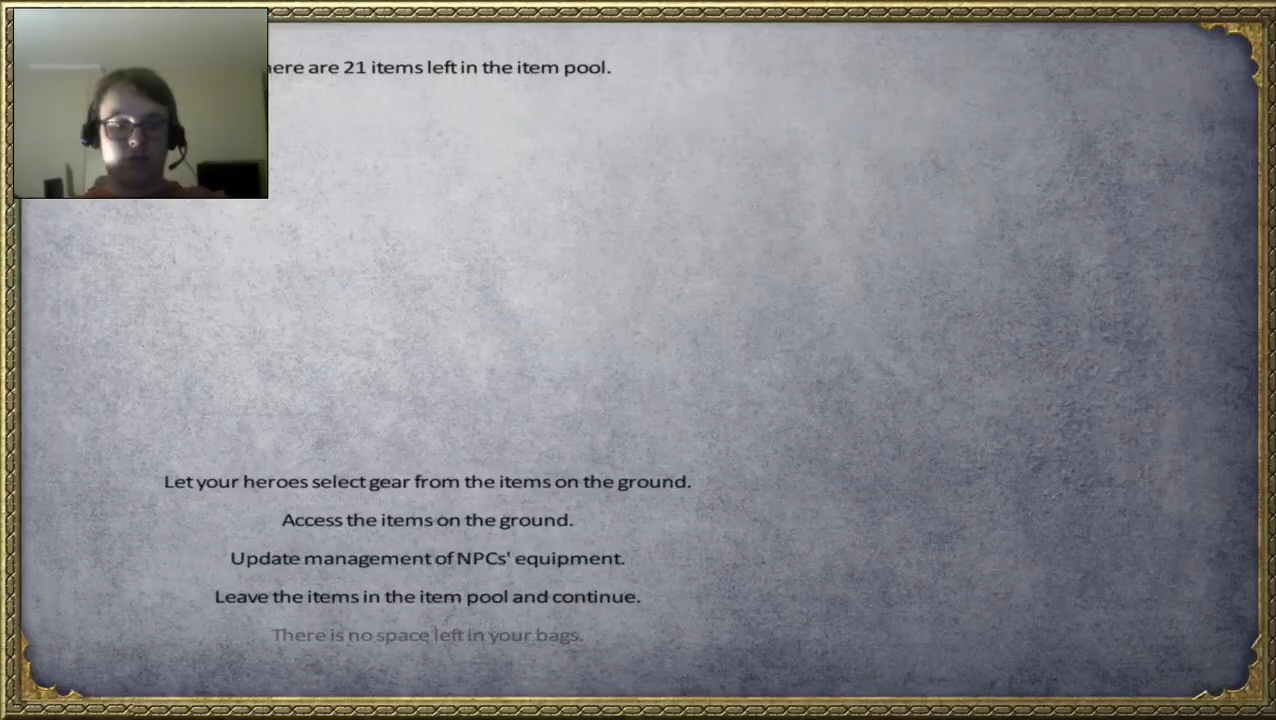 here are 21 items left in the item pool.
Let your heroes select gear from the items on the ground.
Access the items on the ground.
Update management of NPCs' equipment.
Leave the items in the item pool and continue.
There is no space left in your bags.